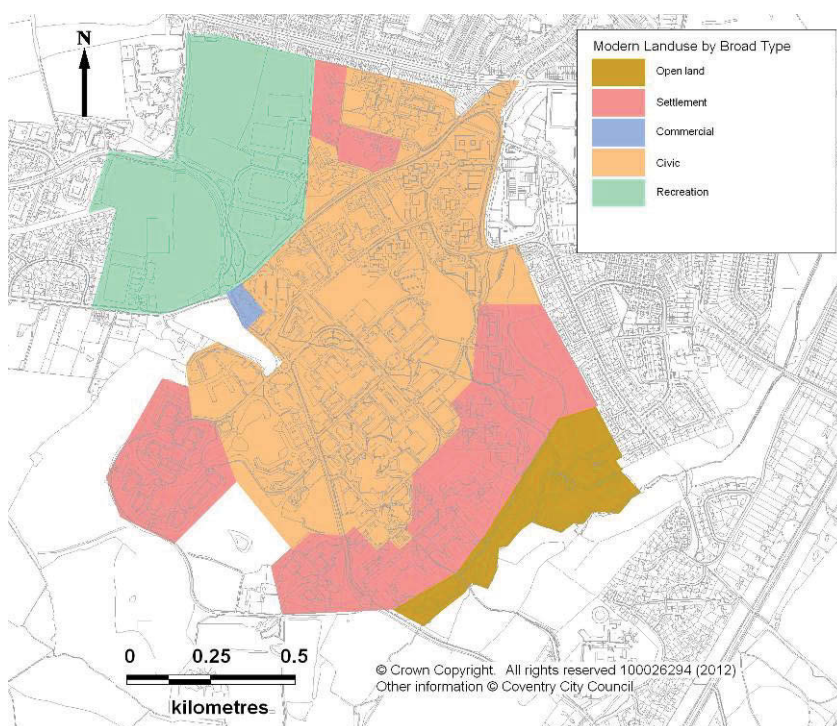 N
Modern Landuse by Broad Type
Open land
Settlement
Commercial
Civic
Recreation
0 0.25 0.5
kilometres
© Crown Copyright. All rights reserved 100026294 (2012)
Other information © Coventry City Council